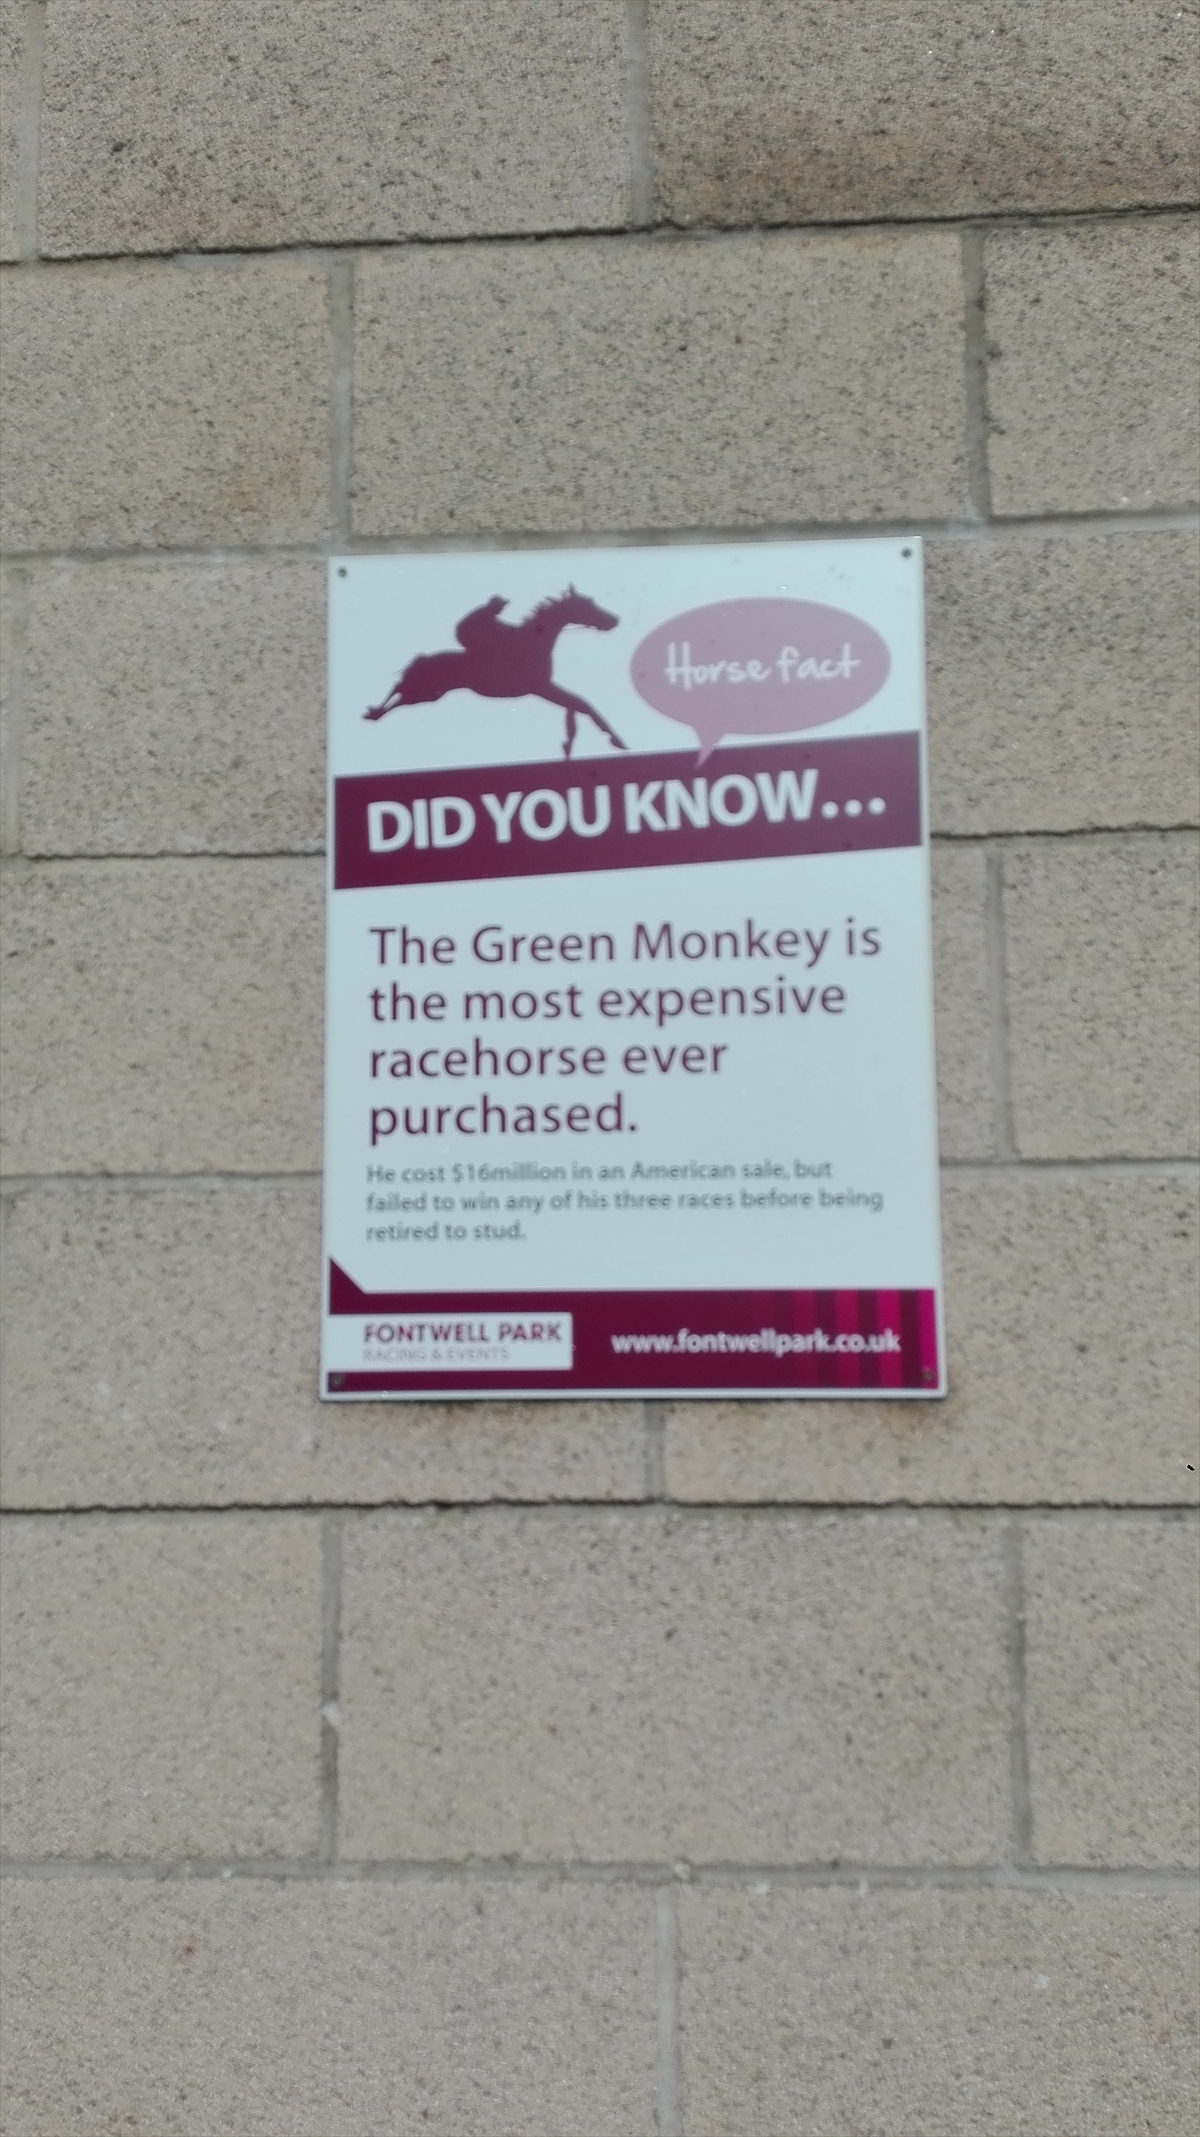 Horse fact
DID YOU KNOW...
The Green Monkey is
the most expensive
racehorse ever
purchased.
He cost $16million in an American sale, but
failed to win any of his three races before being
retired to stud.
FONTWELL PARK
RACING & EVENTS
www.fontwellpark.co.uk